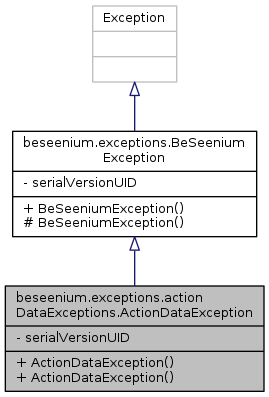 Exception
beseenium.exceptions.BeSeenium
Exception
- serialVersionUID
+ BeSeeniumException()
# BeSeeniumException()
beseenium.exceptions.action
DataExceptions.ActionDataException
- serialVersionUID
+ ActionDataException()
+ ActionDataException()